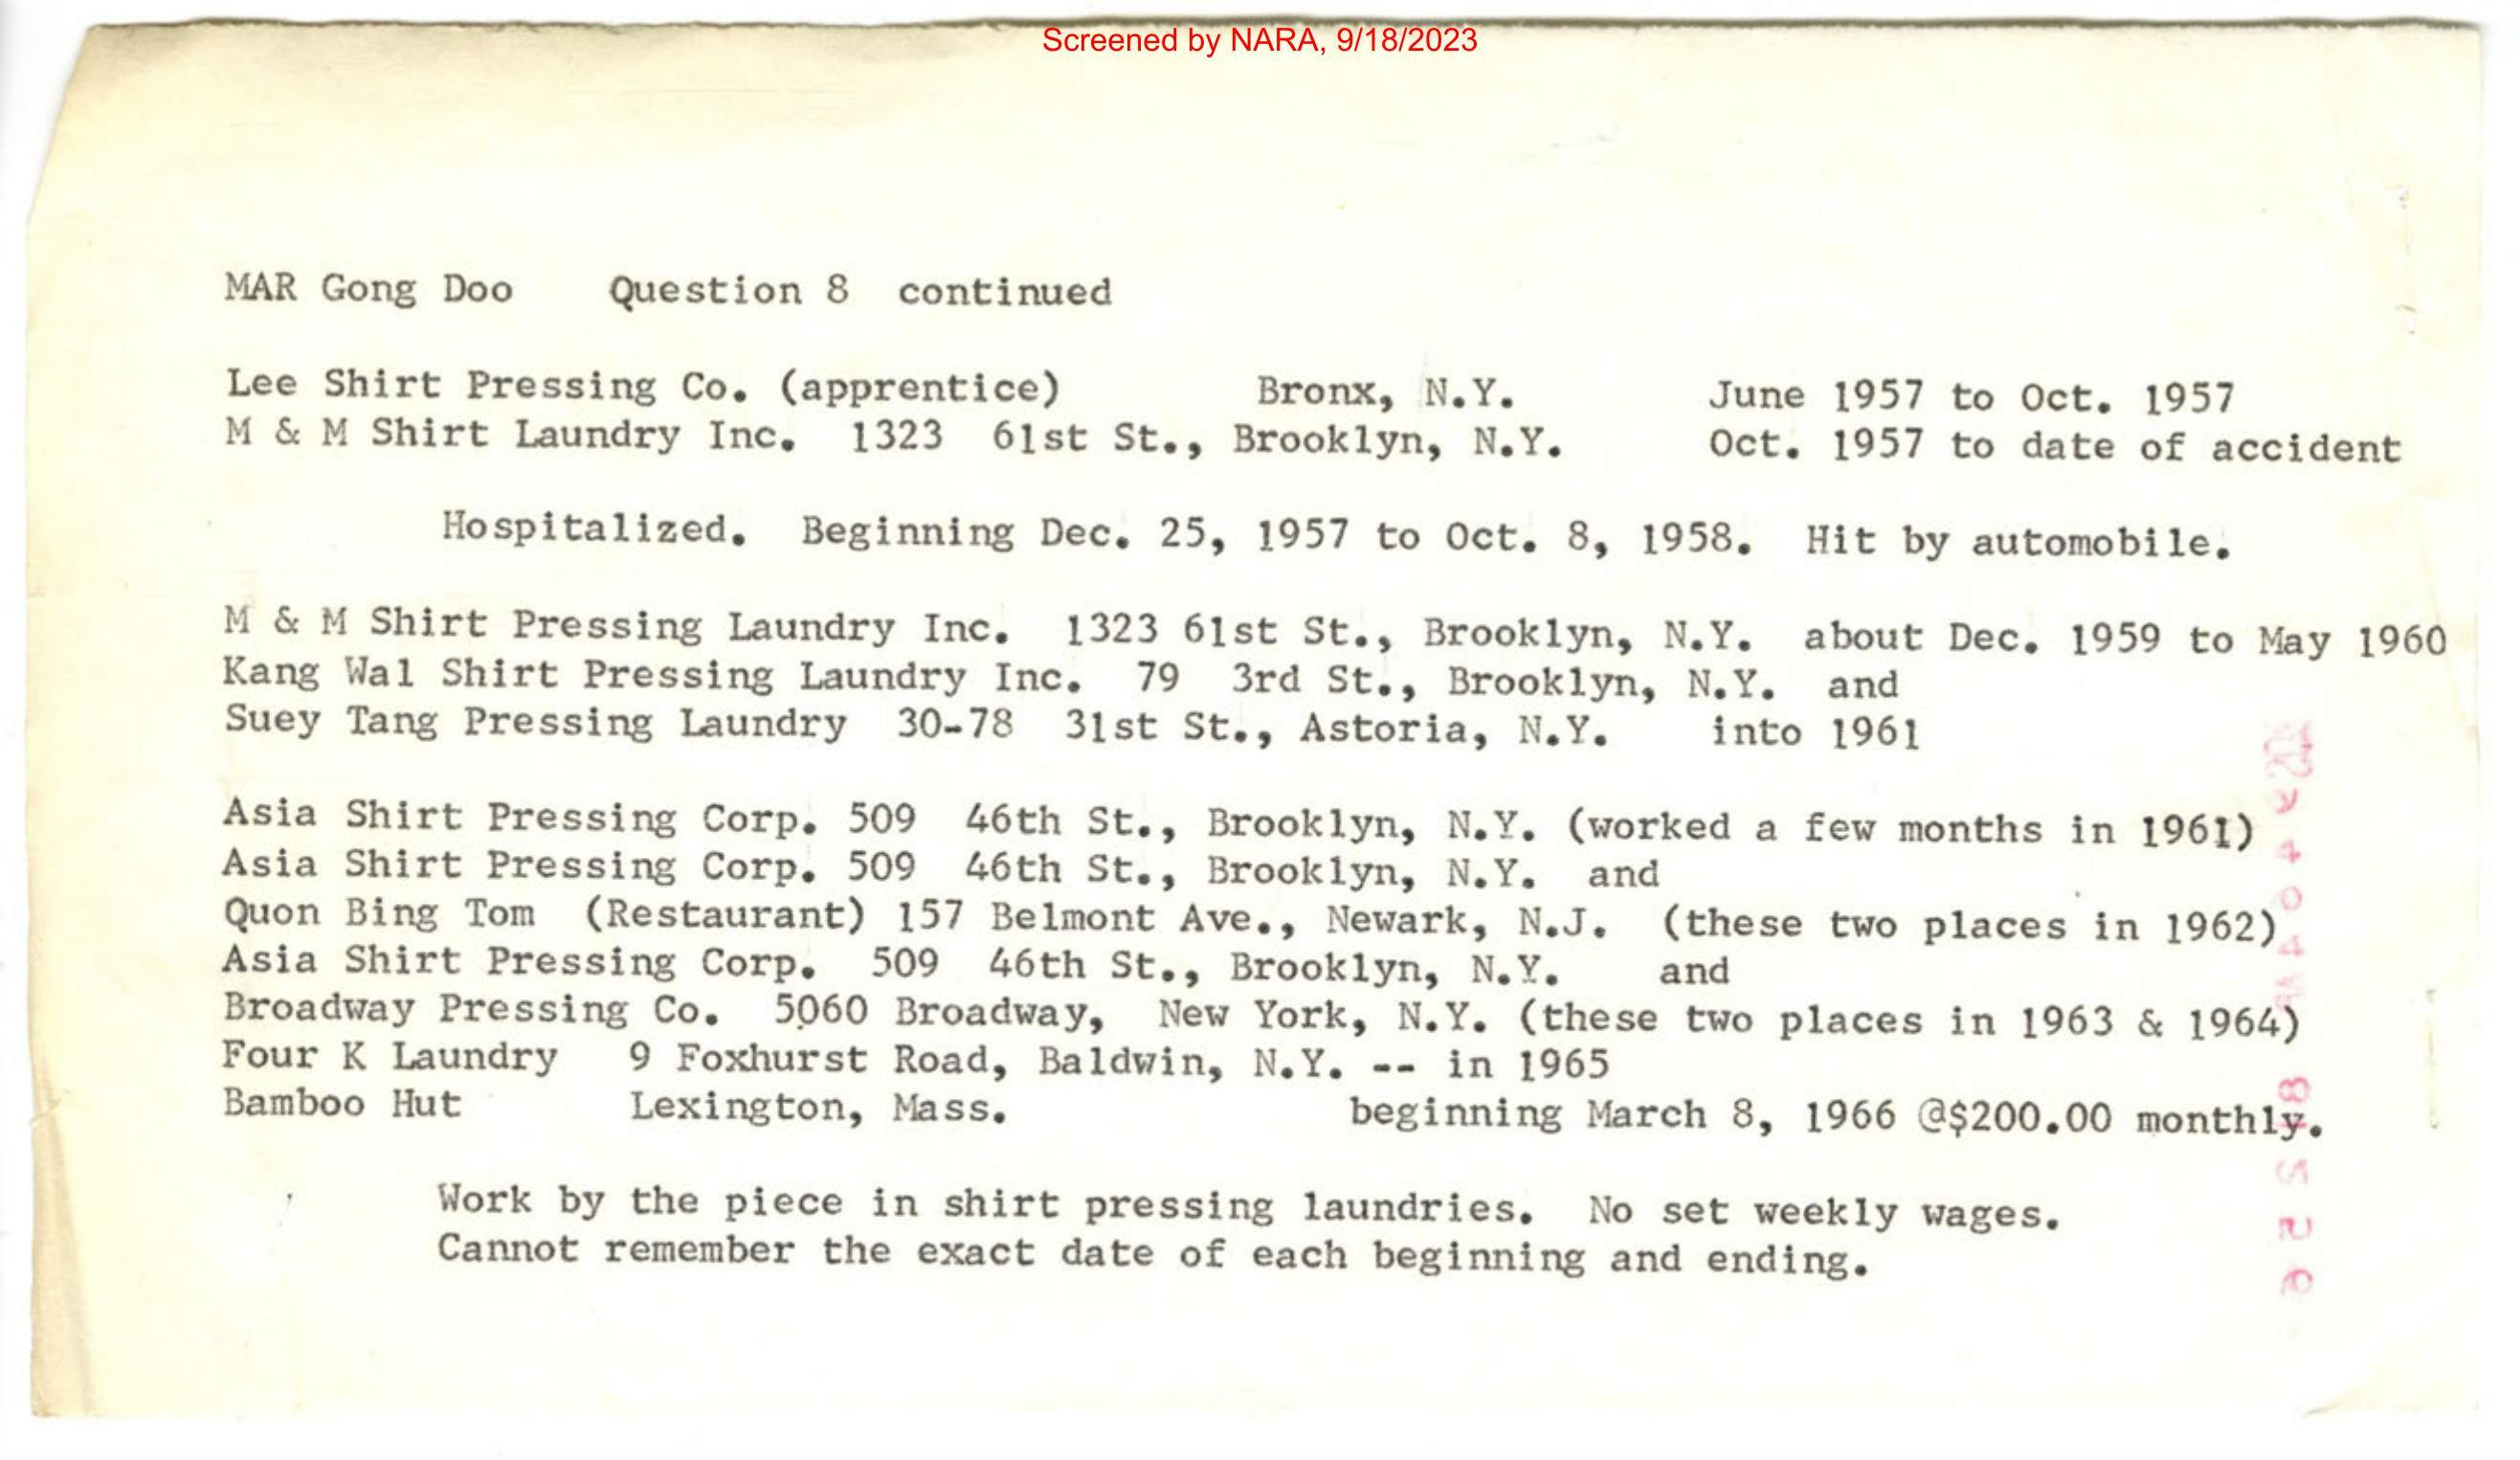 Screened by NARA, 9/18/2023
MAR Gong Doo Question 8 continued
Lee Shirt Pressing Co. (apprentice) Bronx, N.Y. June 1957 to Oct. 1957
M & M Shirt Laundry Inc. 1323 61st St., Brooklyn, N.Y. Oct. 1957 to date of accident
Hospitalized. Beginning Dec. 25, 1957 to Oct. 8, 1958. Hit by automobile.
M & M Shirt Pressing Laundry Inc. 1323 61st St., Brooklyn, N.Y. about Dec. 1959 to May 1960
Kang Wal Shirt Pressing Laundry Inc. 79 3rd St., Brooklyn, N.Y. and
Suey Tang Pressing Laundry 30-78 31st St., Astoria, N.Y. into 1961
Asia Shirt Pressing Corp. 509 46th St., Brooklyn, N.Y. (worked a few months in 1961)
Asia Shirt Pressing Corp. 509 46th St., Brooklyn, N.Y. and
Quon Bing Tom (Restaurant) 157 Belmont Ave., Newark, N.J. (these two places in 1962)
Asia Shirt Pressing Corp. 509 46th St., Brooklyn, N.Y. and
Broadway Pressing Co. 5060 Broadway, New York, N.Y. (these two places in 1963 & 1964)
Four K Laundry 9 Foxhurst Road, Baldwin, N.Y. -- in 1965
Bamboo Hut Lexington, Mass. beginning March 8, 1966 @$200.00 monthly.
Work by the piece in shirt pressing laundries. No set weekly wages.
Cannot remember the exact date of each beginning and ending.